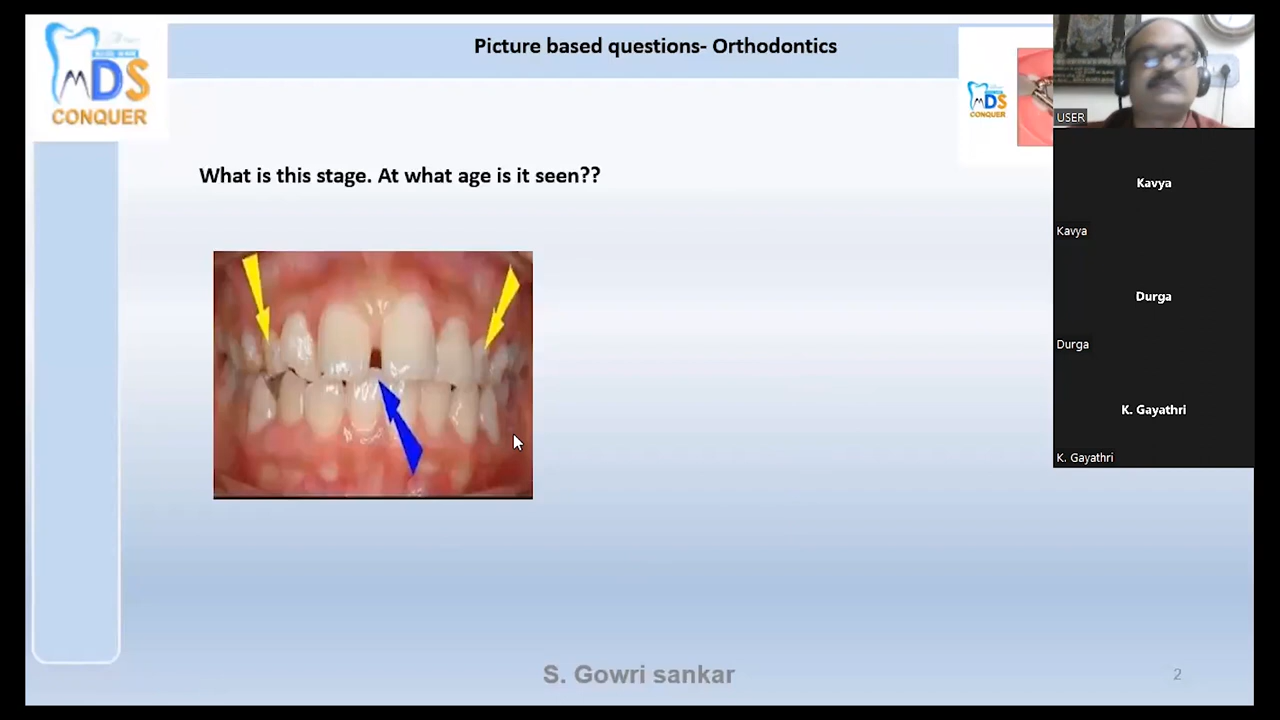 Picture based questions- Orthodontics
MDS
CONQUER
MDS
CONQUER
USER
What is this stage. At what age is it seen??
Kavya
Kavya
Durga
Durga
K. Gayathri
K. Gayathri
S. Gowri sankar
2